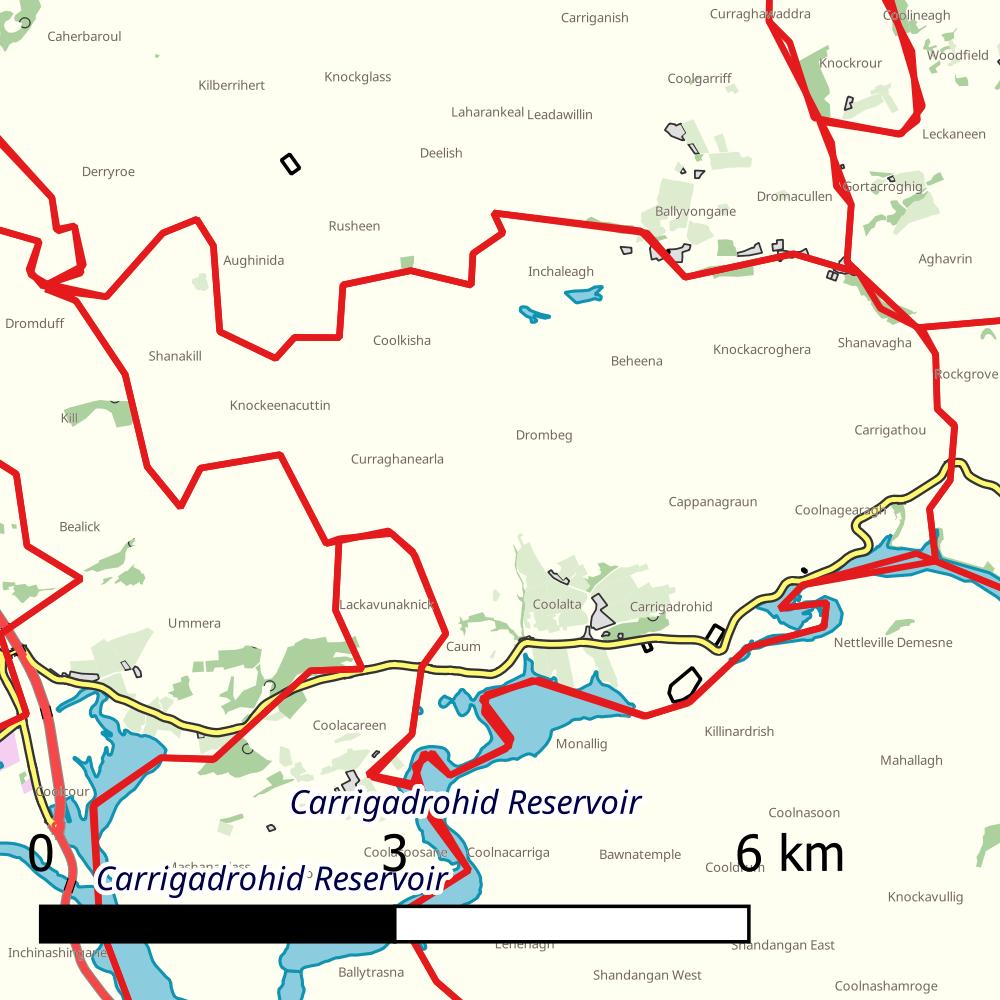 Carriganish
Curraghawaddra
Coolineagh
Caherbaroul
Woodfield
Knockrour
Knockglass
Coolgarriff
Kilberrihert
Laharankeal
Leadawillin
Leckaneen
Deelish
Derryroe
Gortacroghig
Dromacullen
Ballyvongane
Rusheen
Aughinida
Aghavrin
Inchaleagh
Dromduff
Coolkisha
Shanavagha
Knockacroghera
Shanakill
Beheena
Rockgrove
Knockeenacuttin
Kill
Carrigathou
Drombeg
Curraghanearla
Cappanagraun
Coolnagearagh
Bealick
Lackavunaknick
Coolalta
Carrigadrohid
Ummera
Nettleville Demesne
Caum
Coolacareen
Killinardrish
Monallig
Mahallagh
Cooltour
Carrigadrohid Reservoir
Coolnasoon
0 3 6 km
Coolnacarriga
Bawnatemple
Carrigadrohid Reservoir
Knockavullig
Lehenagh
Shandangan East
Inchinashingane
Ballytrasna
Shandangan West
Coolnashamroge